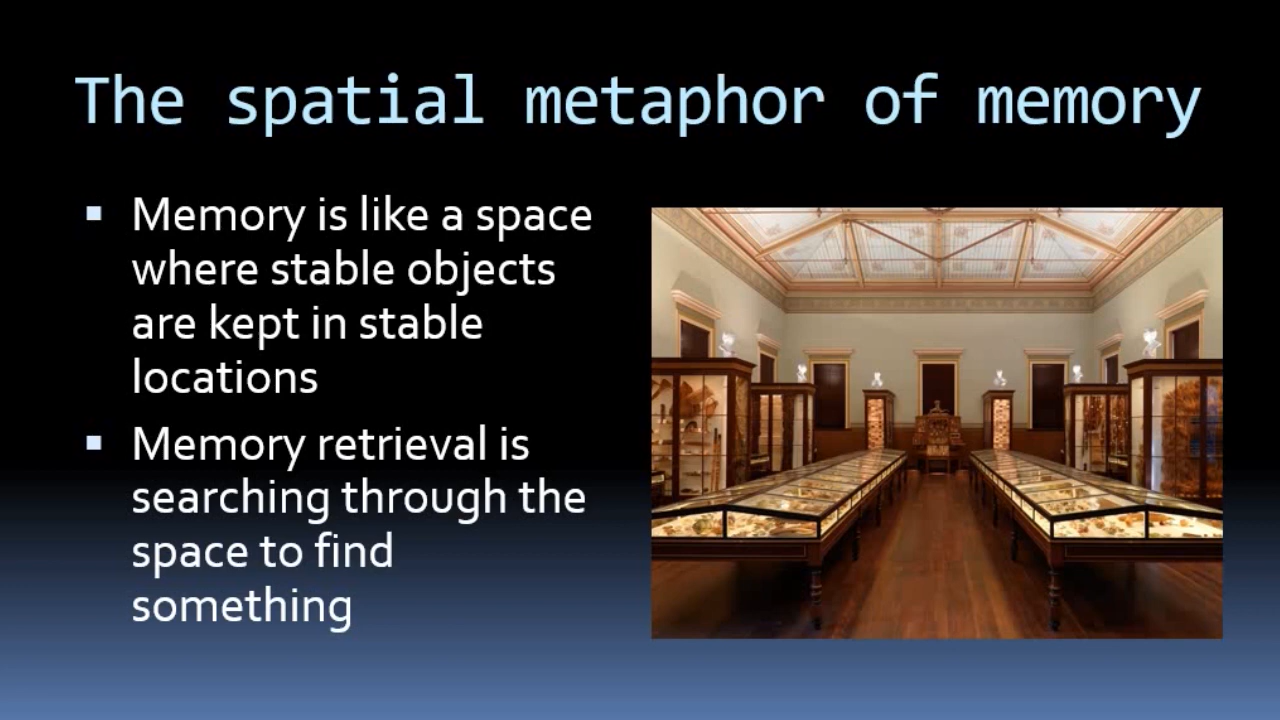 The spatial metaphor of memory
Memory is like a space
where stable objects
are kept in stable
locations
Memory retrieval is
searching through the
space to find
something